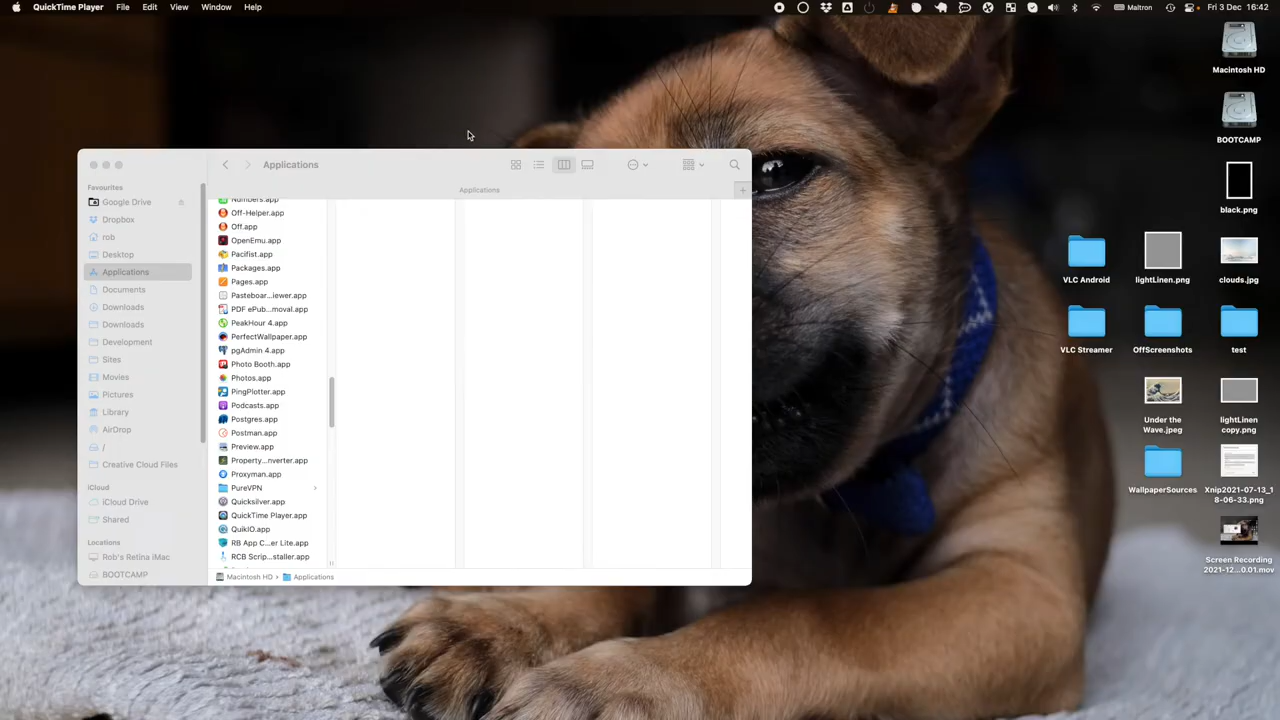 QuickTime Player File Edit View Window Help Maltron Fri 3 Dec 16:42
Macintosh HD
BOOTCAMP
black.png
VLC Android
lightLinen.png
clouds.jpg
VLC Streamer
OffScreenshots
test
Under the
Wave.jpeg
lightLinen
copy.png
WallpaperSources
Xnip2021-07-13_1
8-06-33.png
Screen Recording
2021-12...0.01.mov
Applications
Applications
Favourites
Google Drive
Dropbox
rob
Desktop
Applications
Documents
Downloads
Downloads
Development
Sites
Movies
Pictures
Library
AirDrop
/
Creative Cloud Files
iCloud
iCloud Drive
Shared
Locations
Rob's Retina iMac
BOOTCAMP
Numbers.app
Off-Helper.app
Off.app
OpenEmu.app
Pacifist.app
Packages.app
Pages.app
Pasteboar...iewer.app
PDF ePub...moval.app
PeakHour 4.app
PerfectWallpaper.app
pgAdmin 4.app
Photo Booth.app
Photos.app
PingPlotter.app
Podcasts.app
Postgres.app
Postman.app
Preview.app
Property...nverter.app
Proxyman.app
PureVPN
Quicksilver.app
QuickTime Player.app
QuikIO.app
RB App C...er Lite.app
RCB Scrip...staller.app
Macintosh HD › Applications